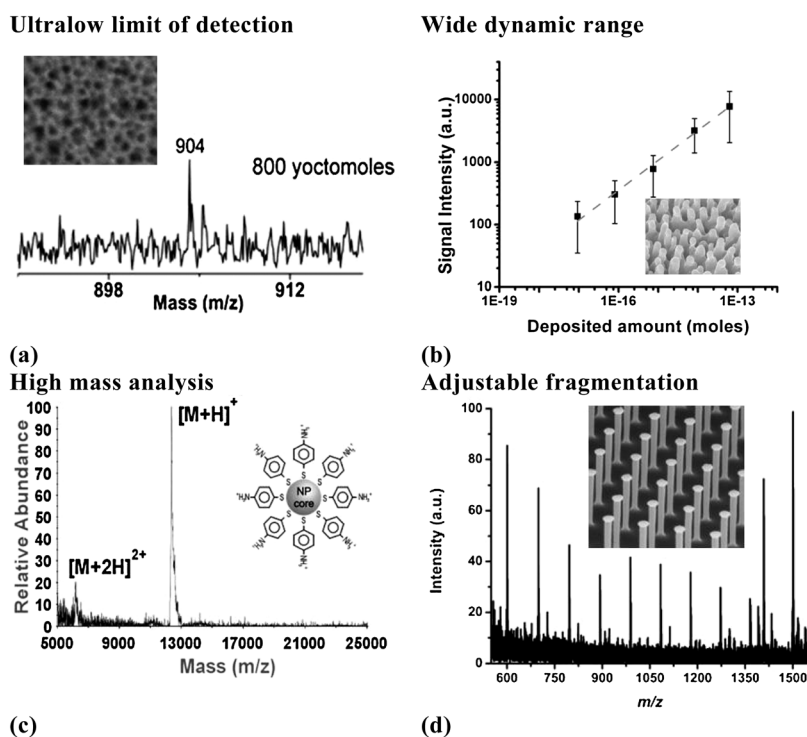 Ultralow limit of detection
904
800 yoctomoles
898
912
Mass (m/z)
(a)
Wide dynamic range
Signal Intensity (a.u.)
10000
1000
100
10
1E-19
1E-16
1E-13
Deposited amount (moles)
(b)
High mass analysis
Relative Abundance
100
90
80
70
60
50
40
30
20
10
0
[M+H]+
[M+2H]2+
NP
core
S
S
S
S
S
S
S
S
5000
9000
13000
17000
21000
25000
Mass (m/z)
(c)
Adjustable fragmentation
Intensity (a.u.)
100
80
60
40
20
0
600
750
900
1050
1200
1350
1500
m/z
(d)